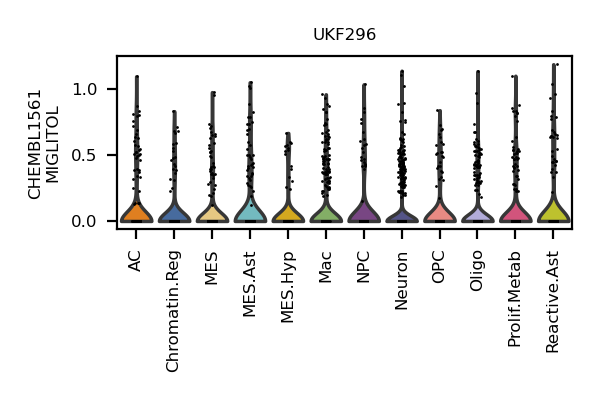 UKF296
CHEMBL1561
MIGLITOL
1.0
0.5
0.0
AC
Chromatin.Reg
MES
MES.Ast
MES.Hyp
Mac
NPC
Neuron
OPC
Oligo
Prolif.Metab
Reactive.Ast